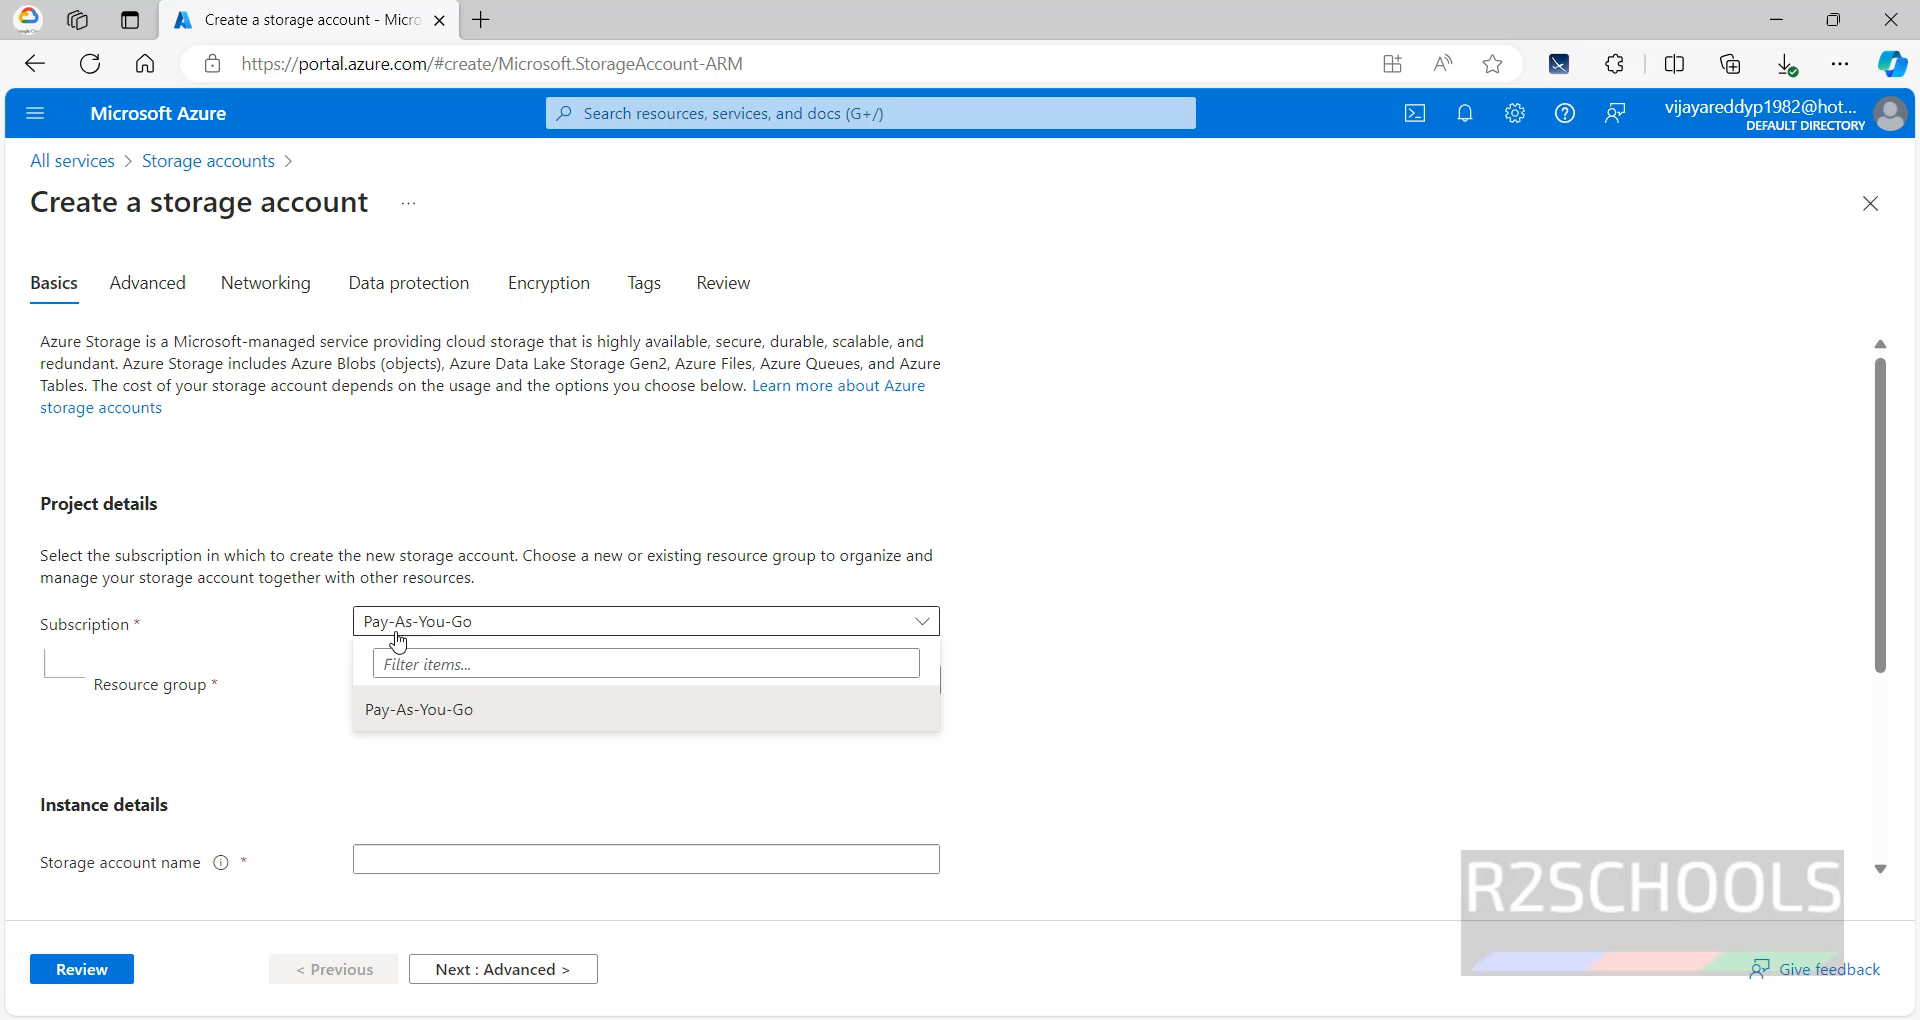 Create a storage account - Micro
https://portal.azure.com/#create/Microsoft.StorageAccount-ARM
Microsoft Azure
Search resources, services, and docs (G+/)
vijayareddyp1982@hot...
DEFAULT DIRECTORY
All services > Storage accounts >
Create a storage account ...
Basics Advanced Networking Data protection Encryption Tags Review
Azure Storage is a Microsoft-managed service providing cloud storage that is highly available, secure, durable, scalable, and
redundant. Azure Storage includes Azure Blobs (objects), Azure Data Lake Storage Gen2, Azure Files, Azure Queues, and Azure
Tables. The cost of your storage account depends on the usage and the options you choose below. Learn more about Azure
storage accounts
Project details
Select the subscription in which to create the new storage account. Choose a new or existing resource group to organize and
manage your storage account together with other resources.
Subscription *
Pay-As-You-Go
Filter items...
Resource group *
Pay-As-You-Go
Instance details
Storage account name *
R2SCHOOLS
Review
< Previous
Next : Advanced >
Give feedback